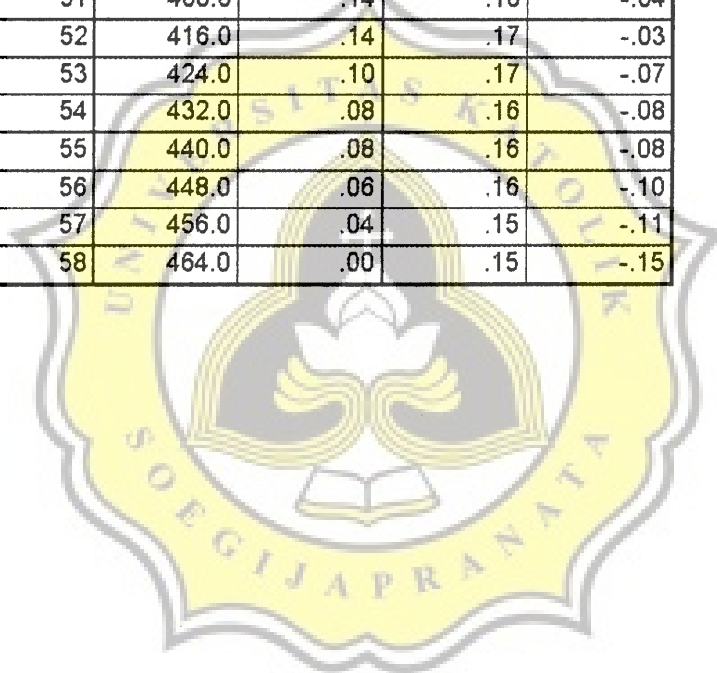 52 416.0 .14 .17 -.03
53 424.0 .10 .17 -.07
54 432.0 .08 .16 -.08
55 440.0 .08 .16 -.08
56 448.0 .06 .16 -.10
57 456.0 .04 .15 -.11
58 464.0 .00 .15 -.15
UNIVERSITAS KATOLIK
SOEGIJAPRANATA